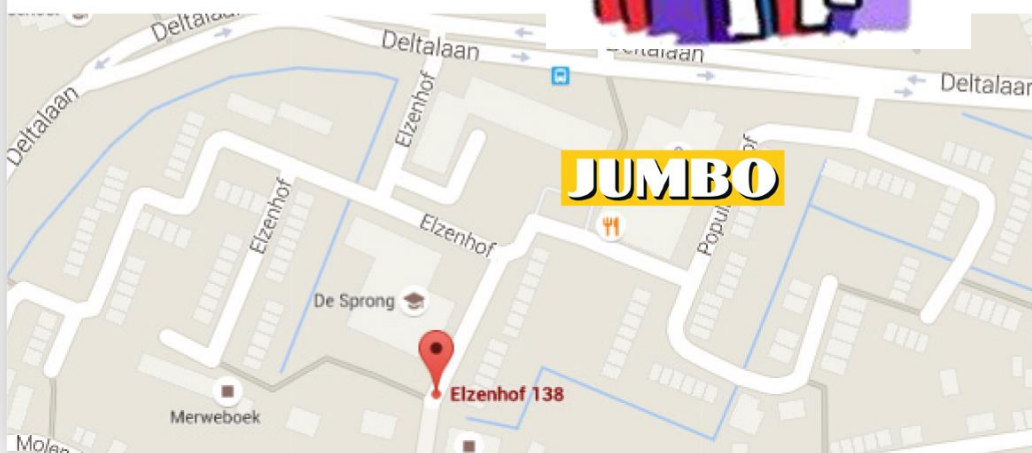 Deltalaan
Deltalaan
Deltalaan
Deltalaan
Deltalaan
Elzenhof
JUMBO
Elzenhof
Elzenhof
De Sprong
Elzenhof 138
Merweboek